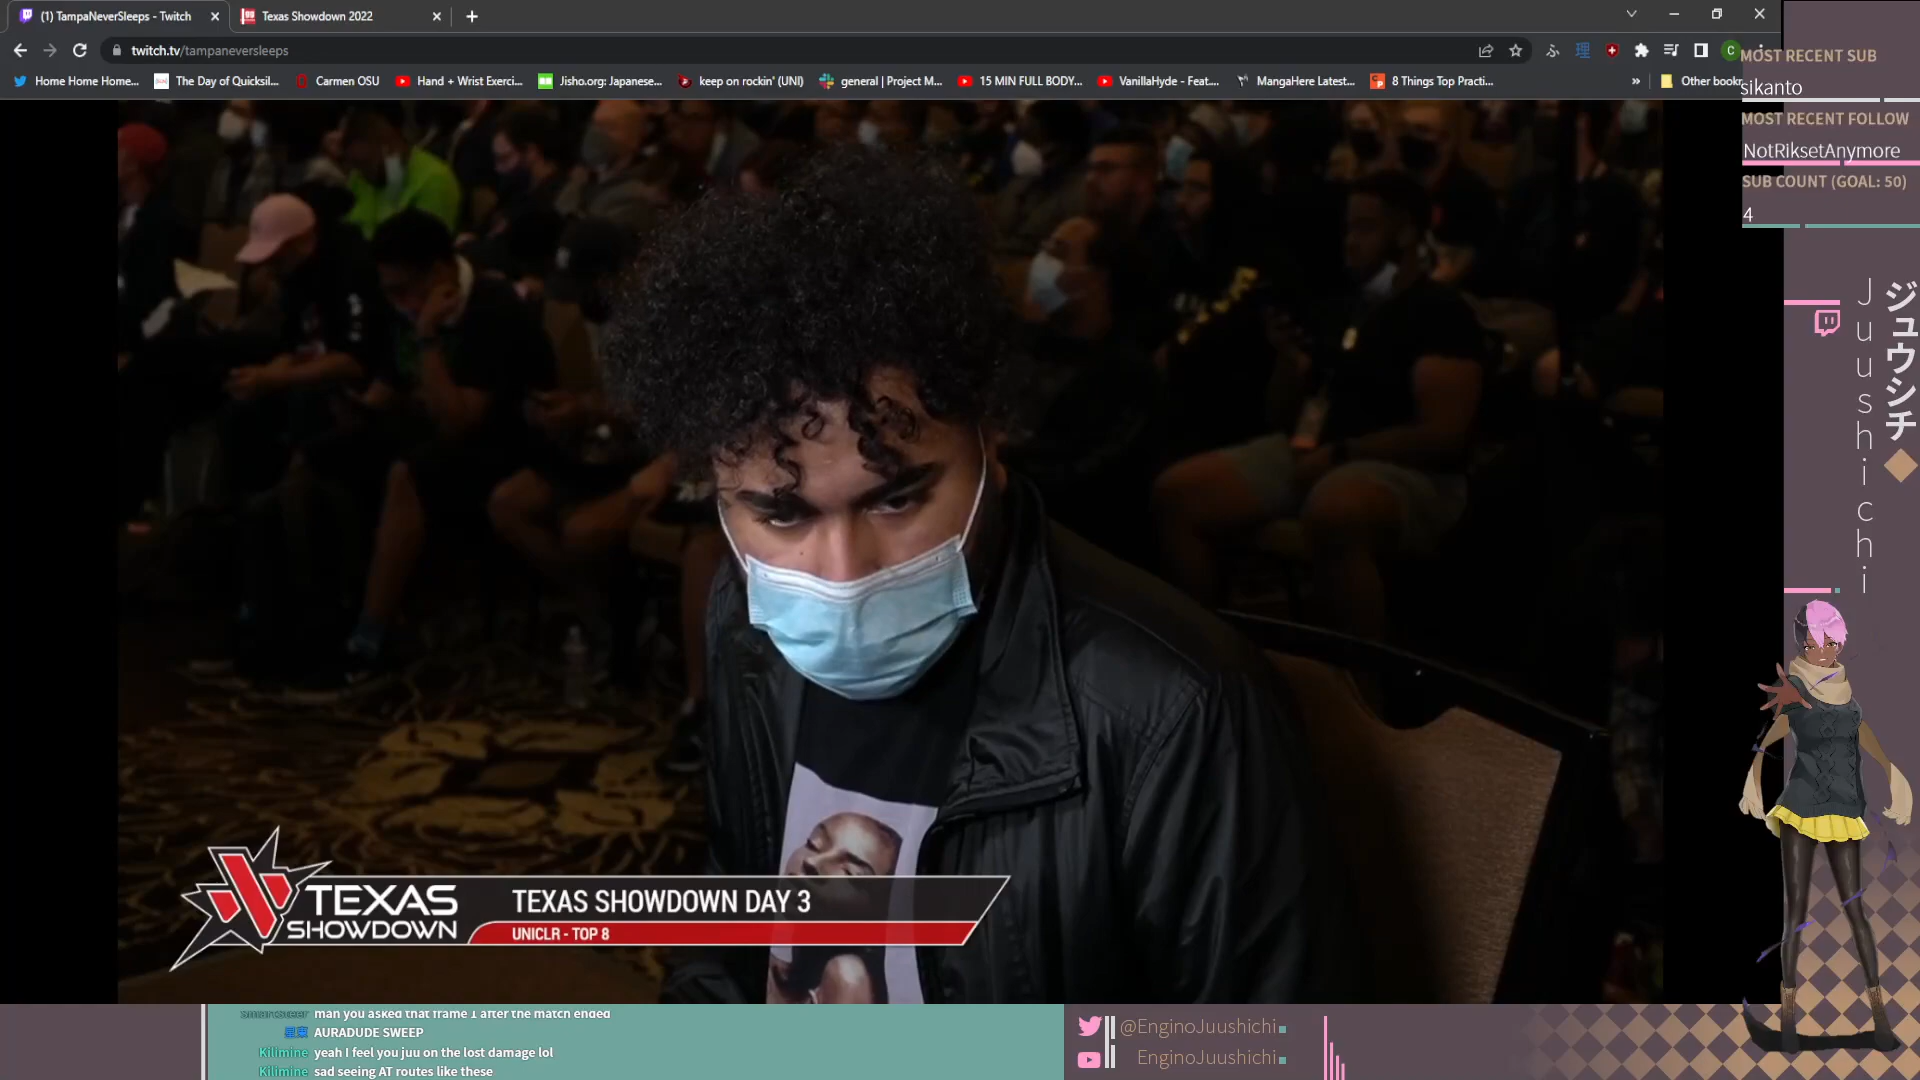 (1) TampaNeverSleeps - Twitch
Texas Showdown 2022
twitch.tv/tampaneversleeps
Home Home Home...
The Day of Quicksil...
Carmen OSU
Hand + Wrist Exerci...
Jisho.org: Japanese...
keep on rockin' (UNI)
general | Project M...
15 MIN FULL BODY...
VanillaHyde - Feat....
MangaHere Latest...
8 Things Top Practi...
»
Other bookr
C
MOST RECENT SUB
sikanto
MOST RECENT FOLLOW
NotRiksetAnymore
SUB COUNT (GOAL: 50)
4
ジュウシチ
Juushichi
TEXAS
SHOWDOWN
TEXAS SHOWDOWN DAY 3
UNICLR - TOP 8
man you asked that frame 1 after the match ended
AURADUDE SWEEP
Kilimine yeah I feel you juu on the lost damage lol
Kilimine sad seeing AT routes like these
@EnginoJuushichi
EnginoJuushichi